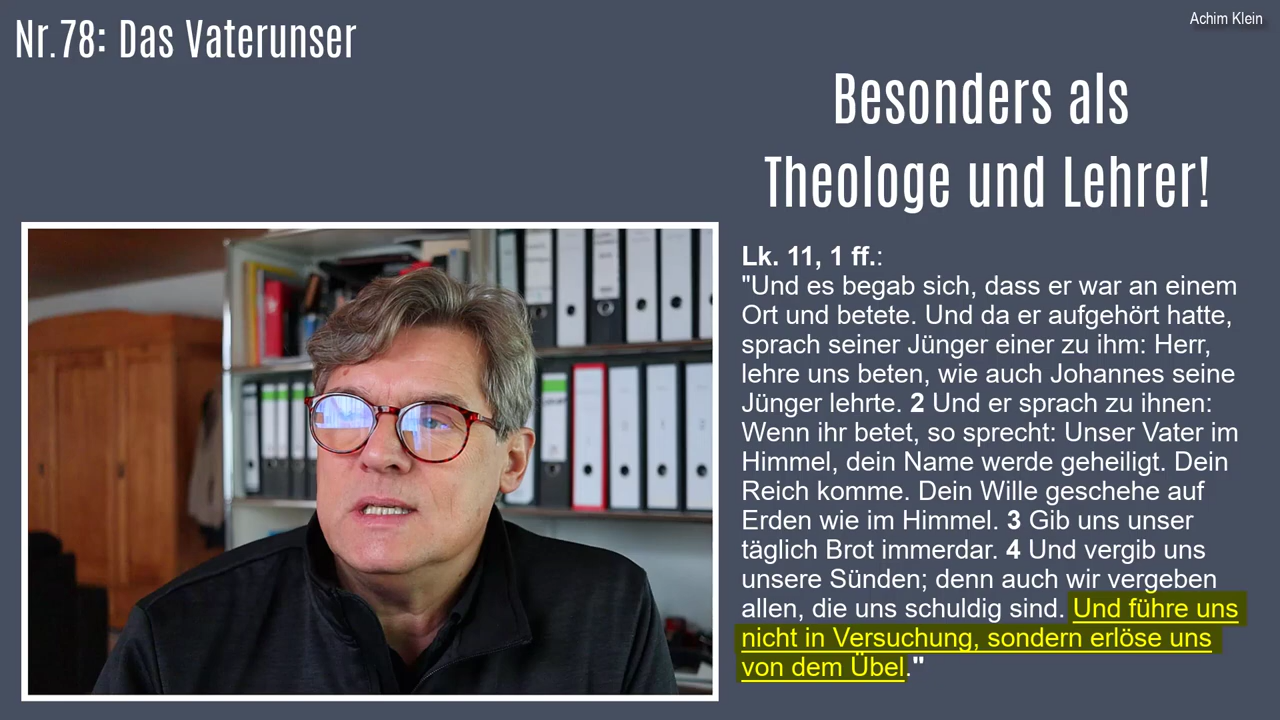 Nr.78: Das Vaterunser
Achim Klein
Besonders als
Theologe und Lehrer!
Lk. 11, 1 ff.:
"Und es begab sich, dass er war an einem
Ort und betete. Und da er aufgehört hatte,
sprach seiner Jünger einer zu ihm: Herr,
lehre uns beten, wie auch Johannes seine
Jünger lehrte. 2 Und er sprach zu ihnen:
Wenn ihr betet, so sprecht: Unser Vater im
Himmel, dein Name werde geheiligt. Dein
Reich komme. Dein Wille geschehe auf
Erden wie im Himmel. 3 Gib uns unser
täglich Brot immerdar. 4 Und vergib uns
unsere Sünden; denn auch wir vergeben
allen, die uns schuldig sind. Und führe uns
nicht in Versuchung, sondern erlöse uns
von dem Übel."